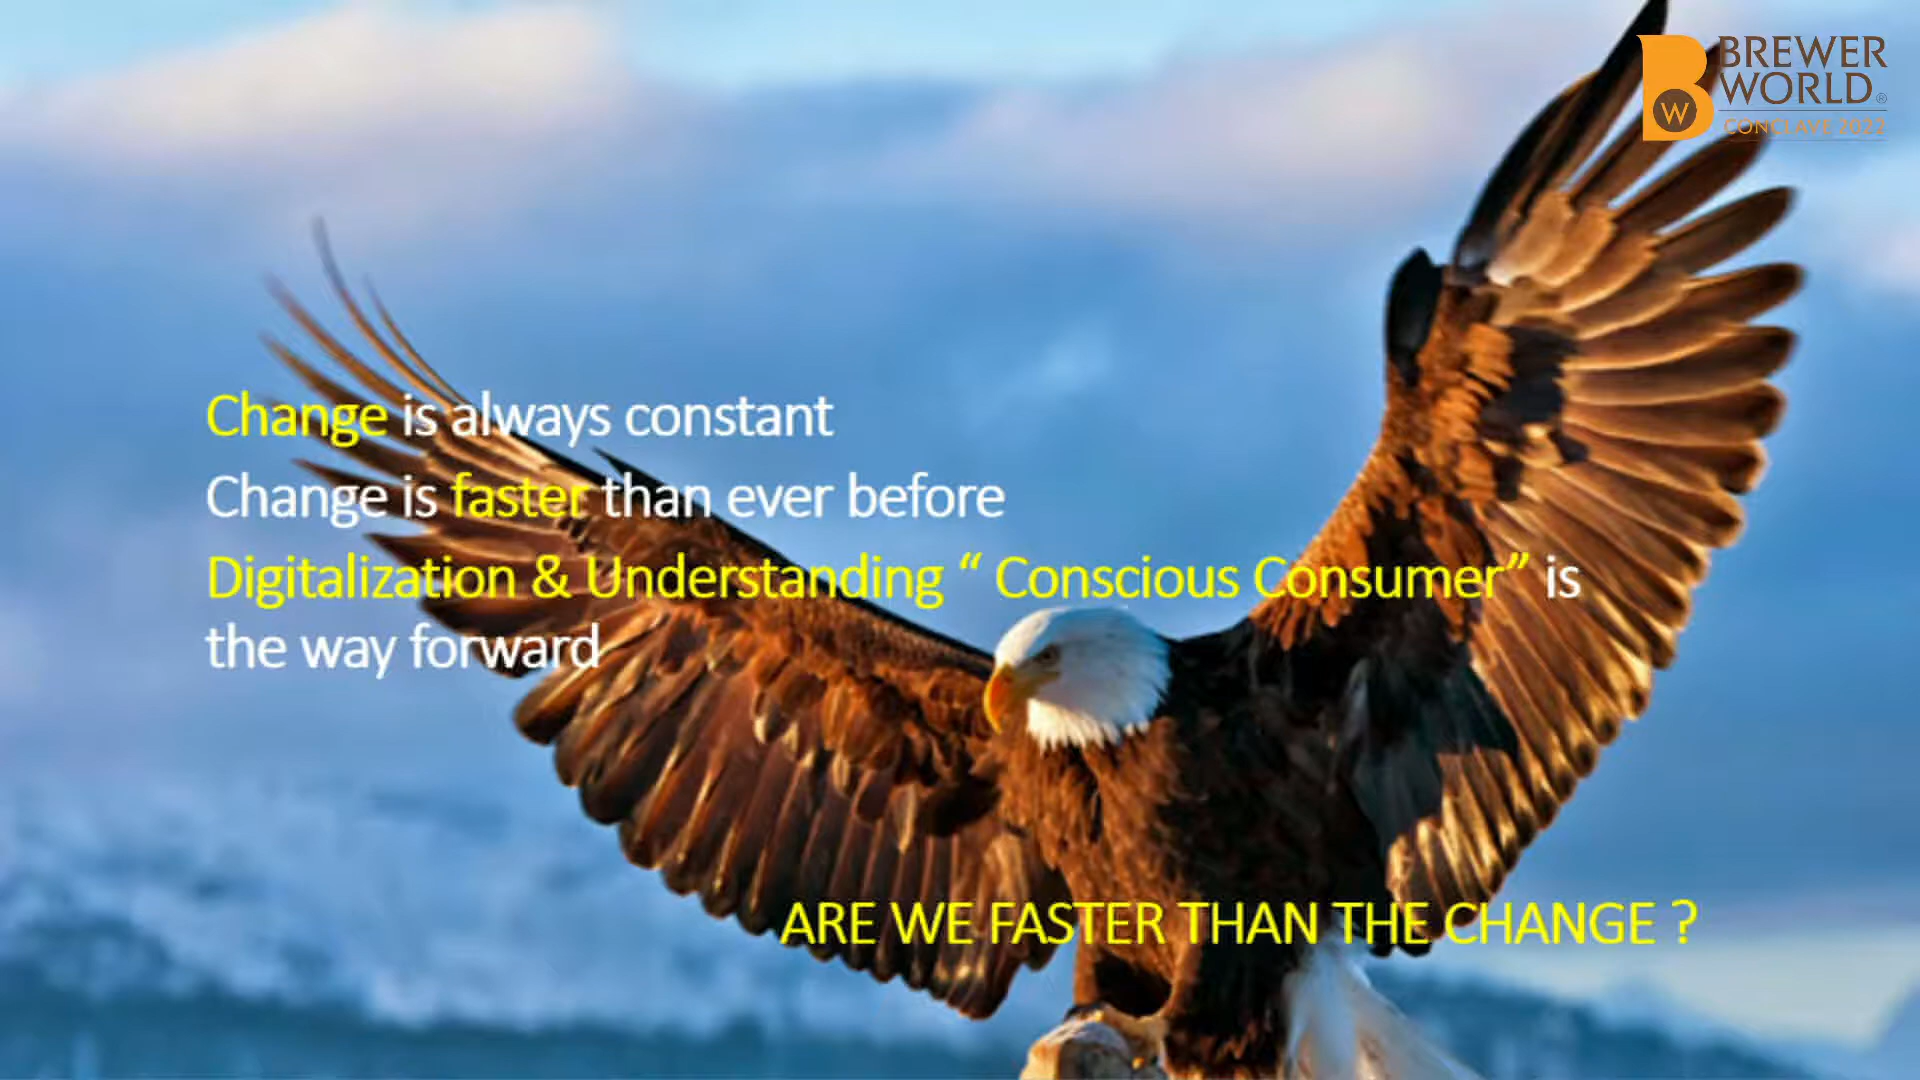 BREWER
WORLD®
CONCLAVE 2022
W
Change is always constant
Change is faster than ever before
Digitalization & Understanding “ Conscious Consumer” is
the way forward
ARE WE FASTER THAN THE CHANGE ?